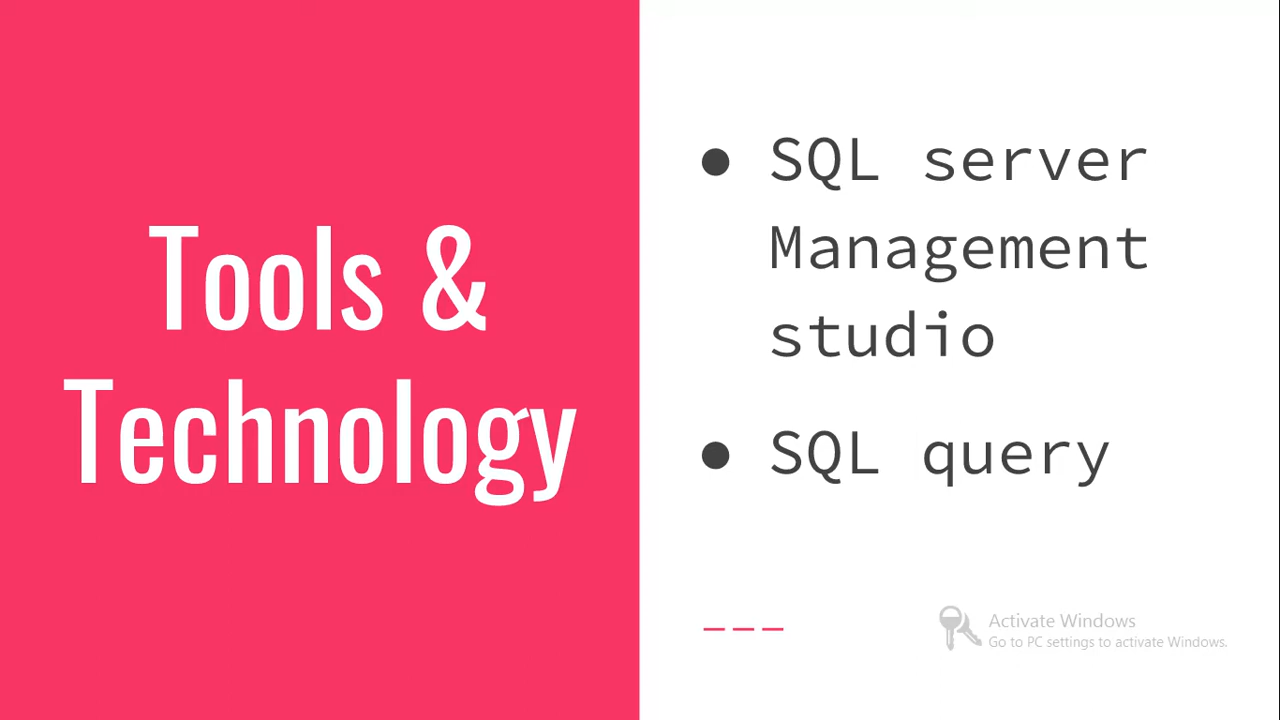 Tools &
Technology
● SQL server
Management
studio
● SQL query
Activate Windows
Go to PC settings to activate Windows.